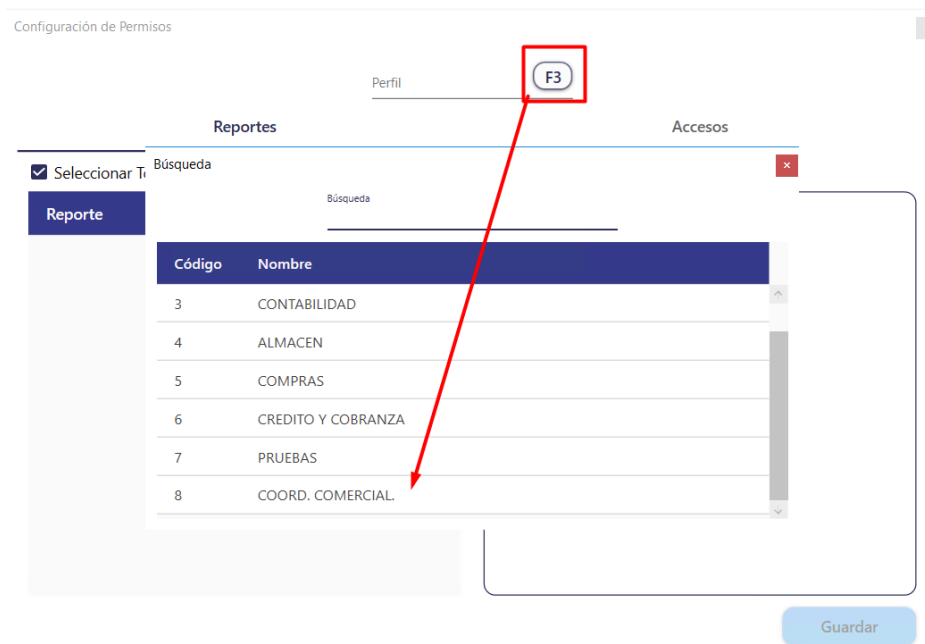 Configuración de Permisos
Perfil
F3
Reportes Accesos
Seleccionar T
Búsqueda
×
Búsqueda
Reporte
Código Nombre
3 CONTABILIDAD
4 ALMACEN
5 COMPRAS
6 CREDITO Y COBRANZA
7 PRUEBAS
8 COORD. COMERCIAL.
Guardar